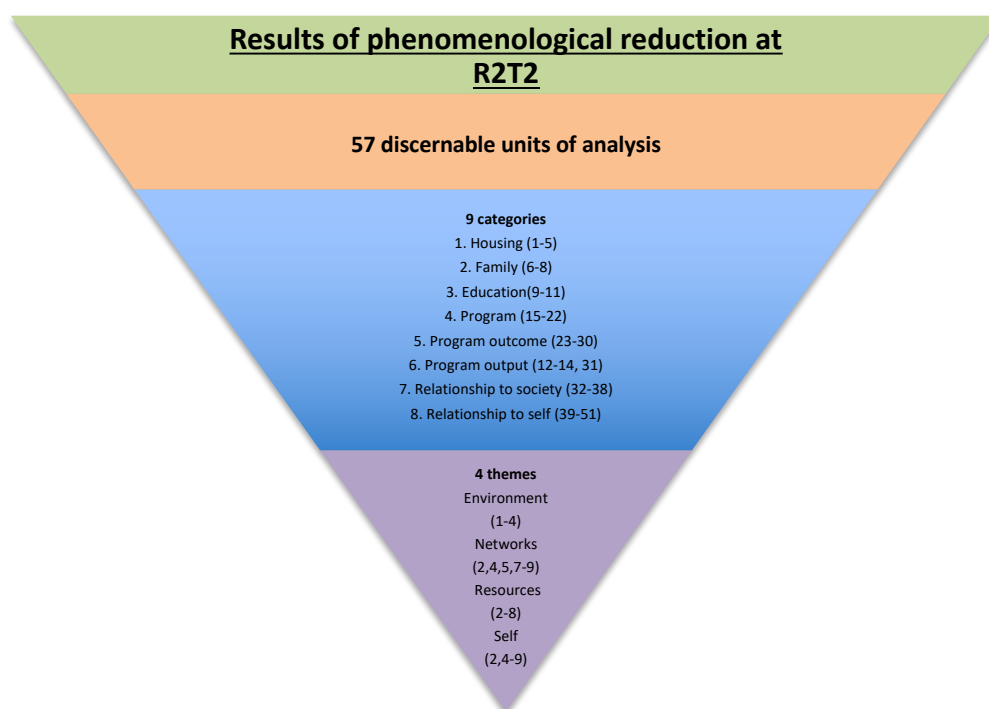 Results of phenomenological reduction at
R2T2
57 discernable units of analysis
9 categories
1. Housing (1-5)
2. Family (6-8)
3. Education(9-11)
4. Program (15-22)
5. Program outcome (23-30)
6. Program output (12-14, 31)
7. Relationship to society (32-38)
8. Relationship to self (39-51)
4 themes
Environment
(1-4)
Networks
(2,4,5,7-9)
Resources
(2-8)
Self
(2,4-9)